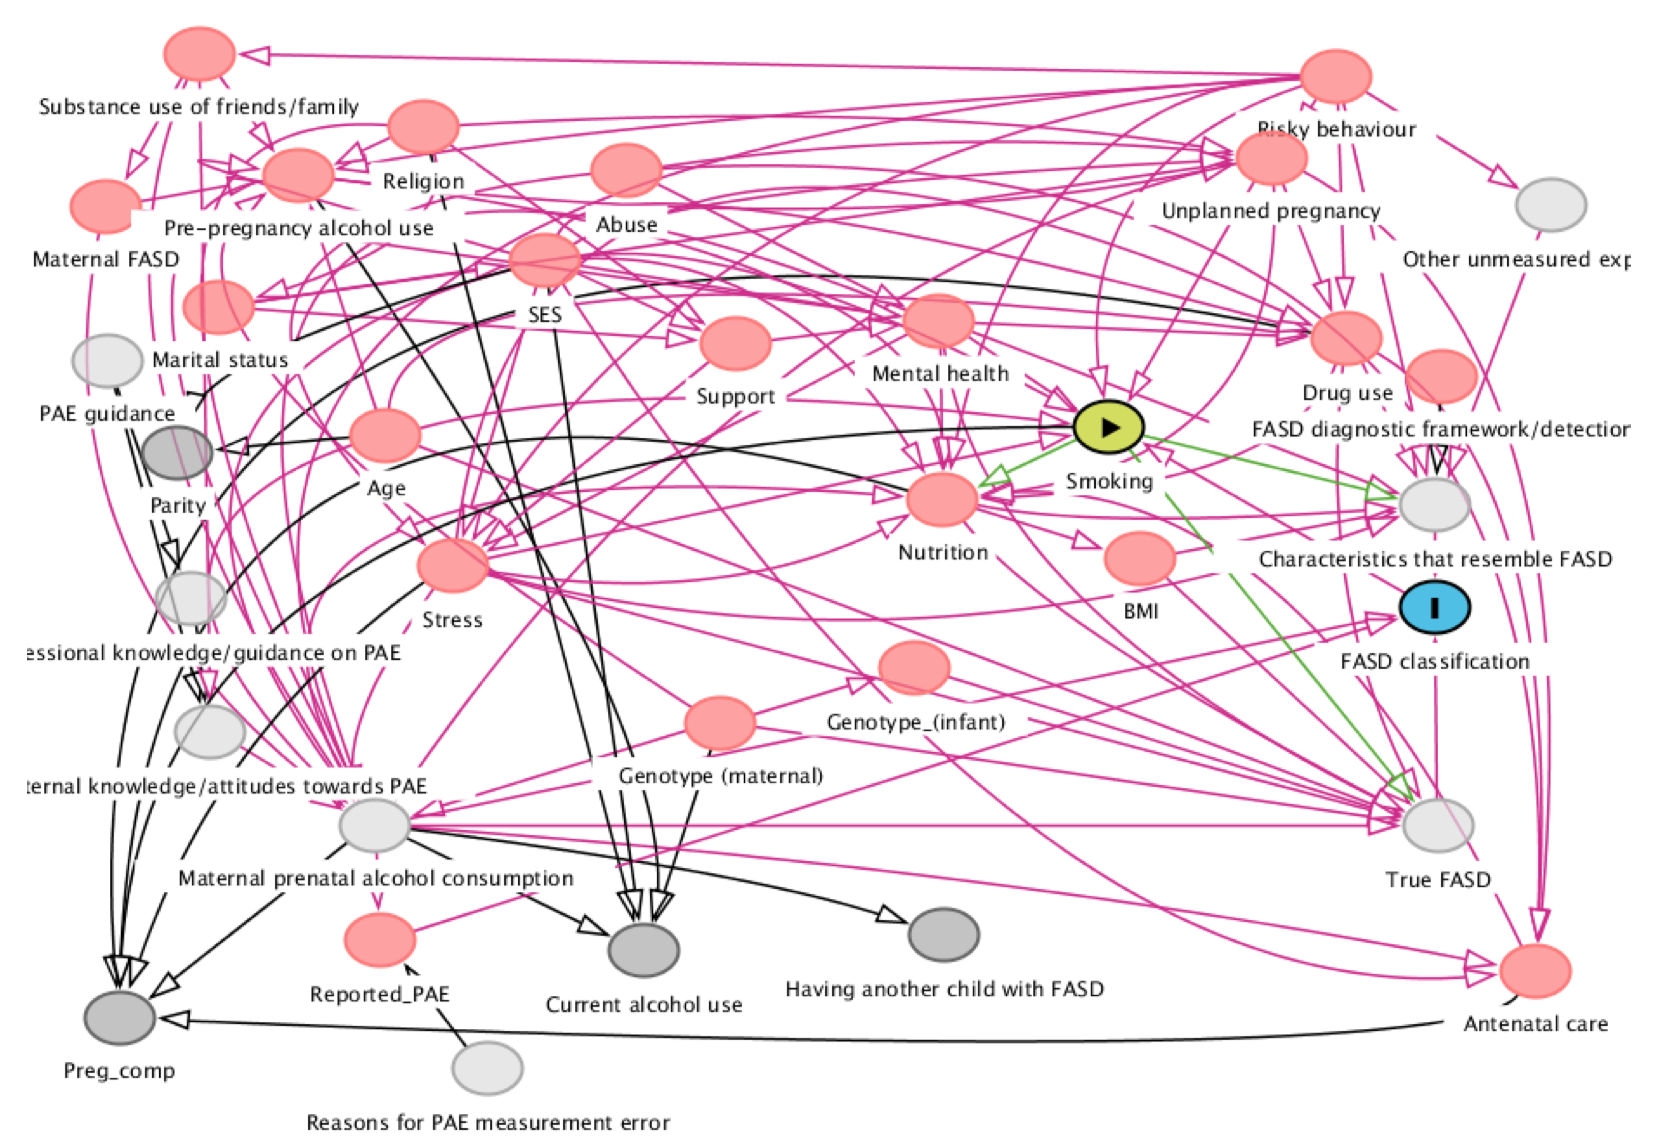 Substance use of friends/family
Risky behaviour
Religion
Unplanned pregnancy
Pre-pregnancy alcohol use
Abuse
Maternal FASD
Other unmeasured exp
SES
Marital status
Mental health
Support
Drug use
PAE guidance
FASD diagnostic framework/detection
Age
Smoking
Parity
Nutrition
Characteristics that resemble FASD
BMI
Stress
essional knowledge/guidance on PAE
FASD classification
Genotype_(infant)
Genotype (maternal)
ternal knowledge/attitudes towards PAE
Maternal prenatal alcohol consumption
True FASD
Reported_PAE
Current alcohol use
Having another child with FASD
Antenatal care
Preg_comp
Reasons for PAE measurement error